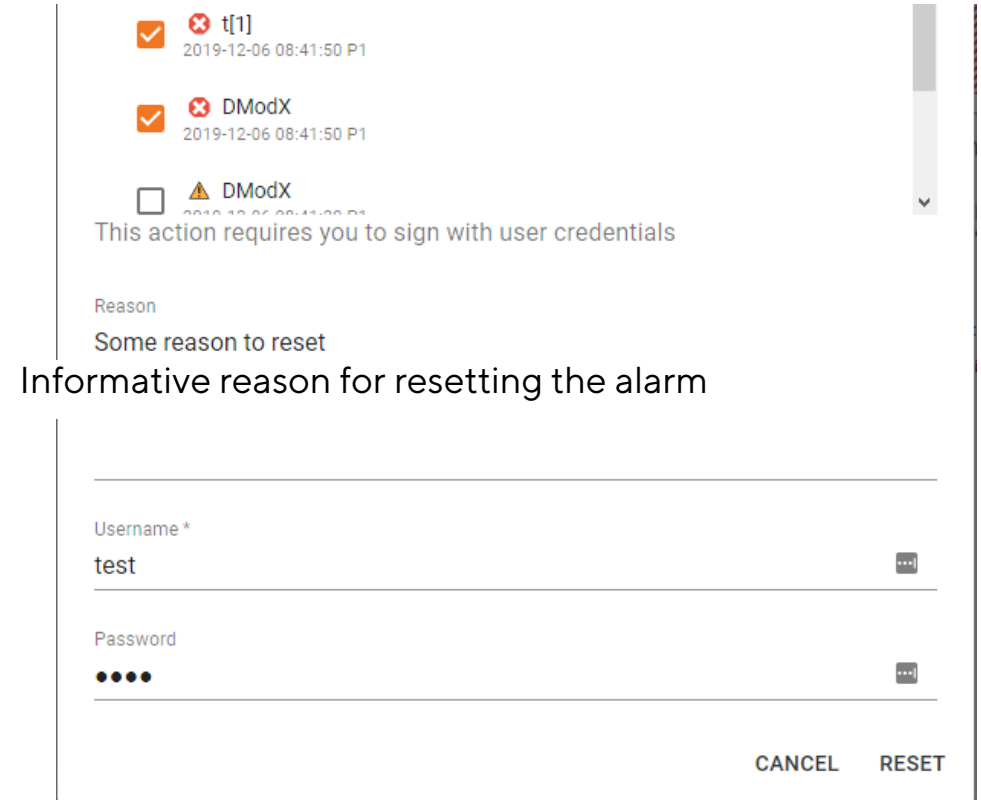 t[1]
2019-12-06 08:41:50 P1
DModX
2019-12-06 08:41:50 P1
DModX
This action requires you to sign with user credentials
Reason
Some reason to reset
Informative reason for resetting the alarm
Username *
test
Password
CANCEL RESET